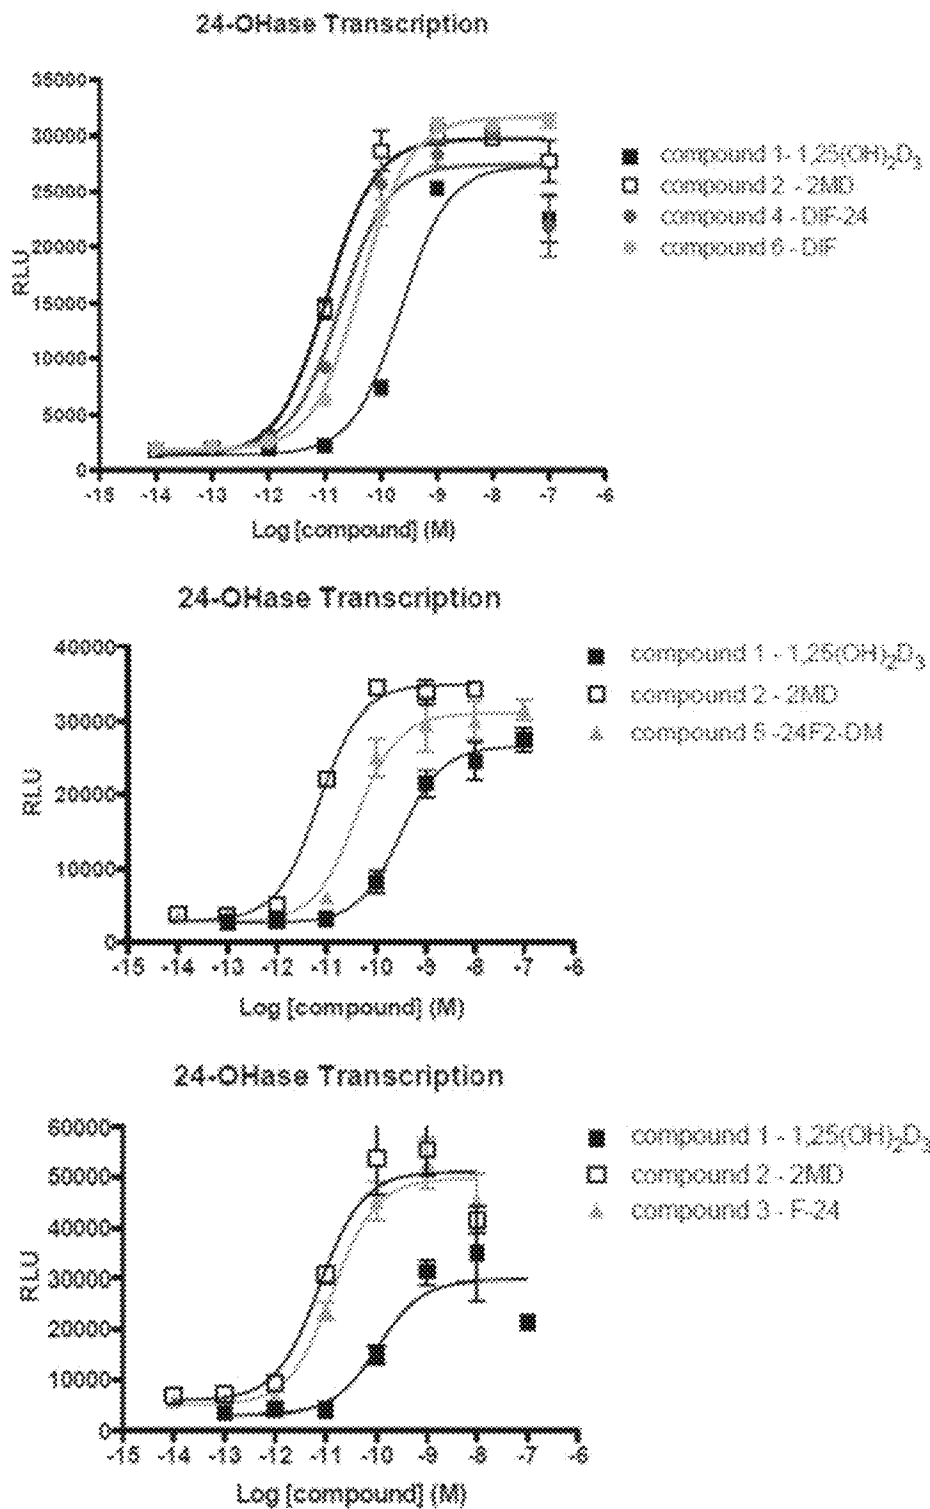 24-OHase Transcription
35000
30000
25000
20000
15000
10000
5000
0
RLU
-15 -14 -13 -12 -11 -10 -9 -8 -7 -6
Log [compound] (M)
compound 1- 1,25(OH)2D3
compound 2 - 2MD
compound 4 - DIF-24
compound 6 - DIF
24-OHase Transcription
40000
30000
20000
10000
0
RLU
-15 -14 -13 -12 -11 -10 -9 -8 -7 -6
Log [compound] (M)
compound 1 - 1,25(OH)2D3
compound 2 - 2MD
compound 5 -24F2-DM
24-OHase Transcription
60000
50000
40000
30000
20000
10000
0
RLU
-15 -14 -13 -12 -11 -10 -9 -8 -7 -6
Log [compound] (M)
compound 1 - 1,25(OH)2D3
compound 2 - 2MD
compound 3 - F-24